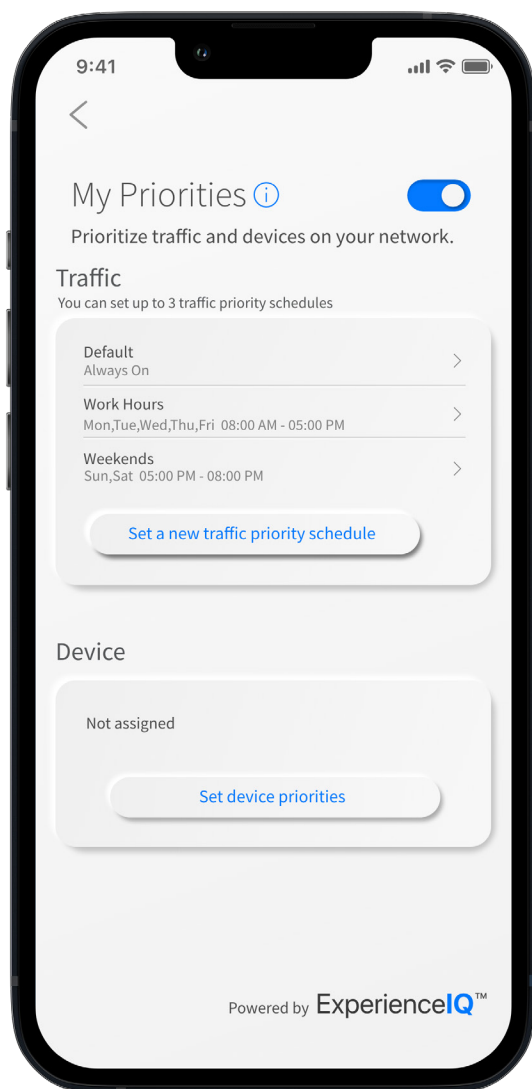 9:41
My Priorities
Prioritize traffic and devices on your network.
Traffic
You can set up to 3 traffic priority schedules
Default
Always On
Work Hours
Mon,Tue,Wed,Thu,Fri 08:00 AM - 05:00 PM
Weekends
Sun,Sat 05:00 PM - 08:00 PM
Set a new traffic priority schedule
Device
Not assigned
Set device priorities
Powered by ExperienceIQ™